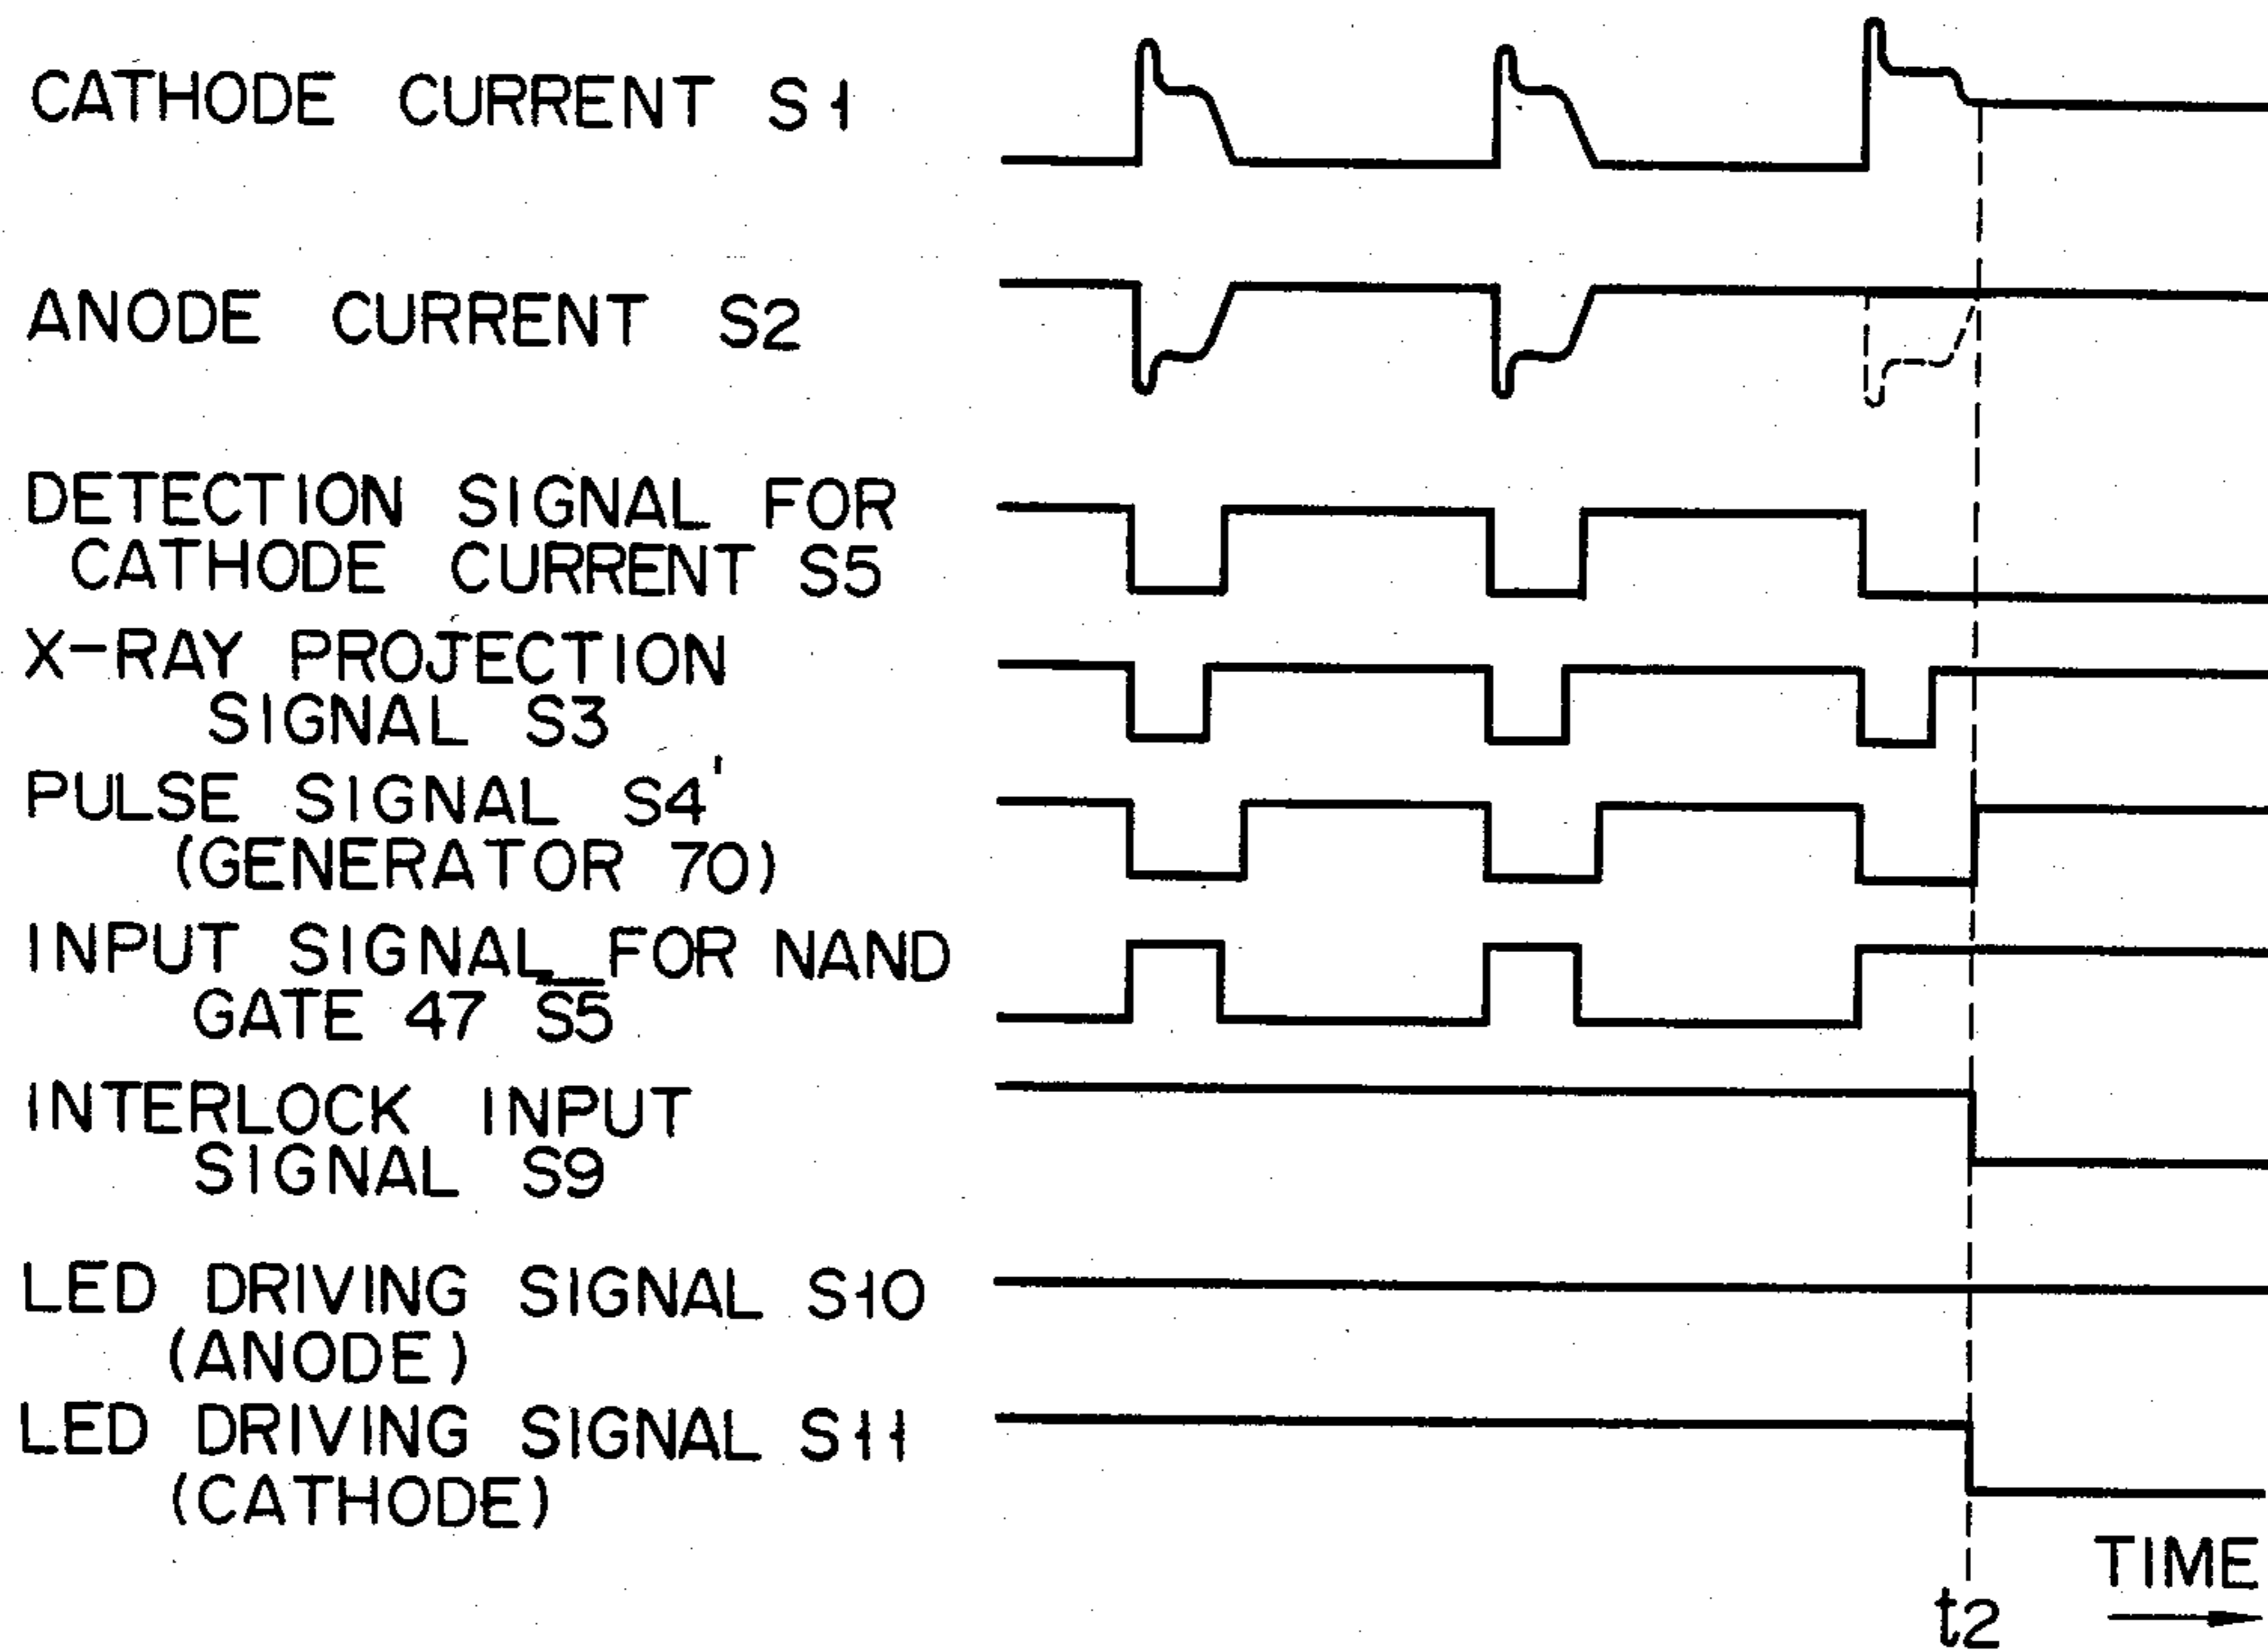 CATHODE CURRENT S1
ANODE CURRENT S2
DETECTION SIGNAL FOR
CATHODE CURRENT S5
X-RAY PROJECTION
SIGNAL S3
PULSE SIGNAL S4'
(GENERATOR 70)
INPUT SIGNAL FOR NAND
GATE 47 S̅5̅
INTERLOCK INPUT
SIGNAL S9
LED DRIVING SIGNAL S10
(ANODE)
LED DRIVING SIGNAL S11
(CATHODE)
TIME
t2